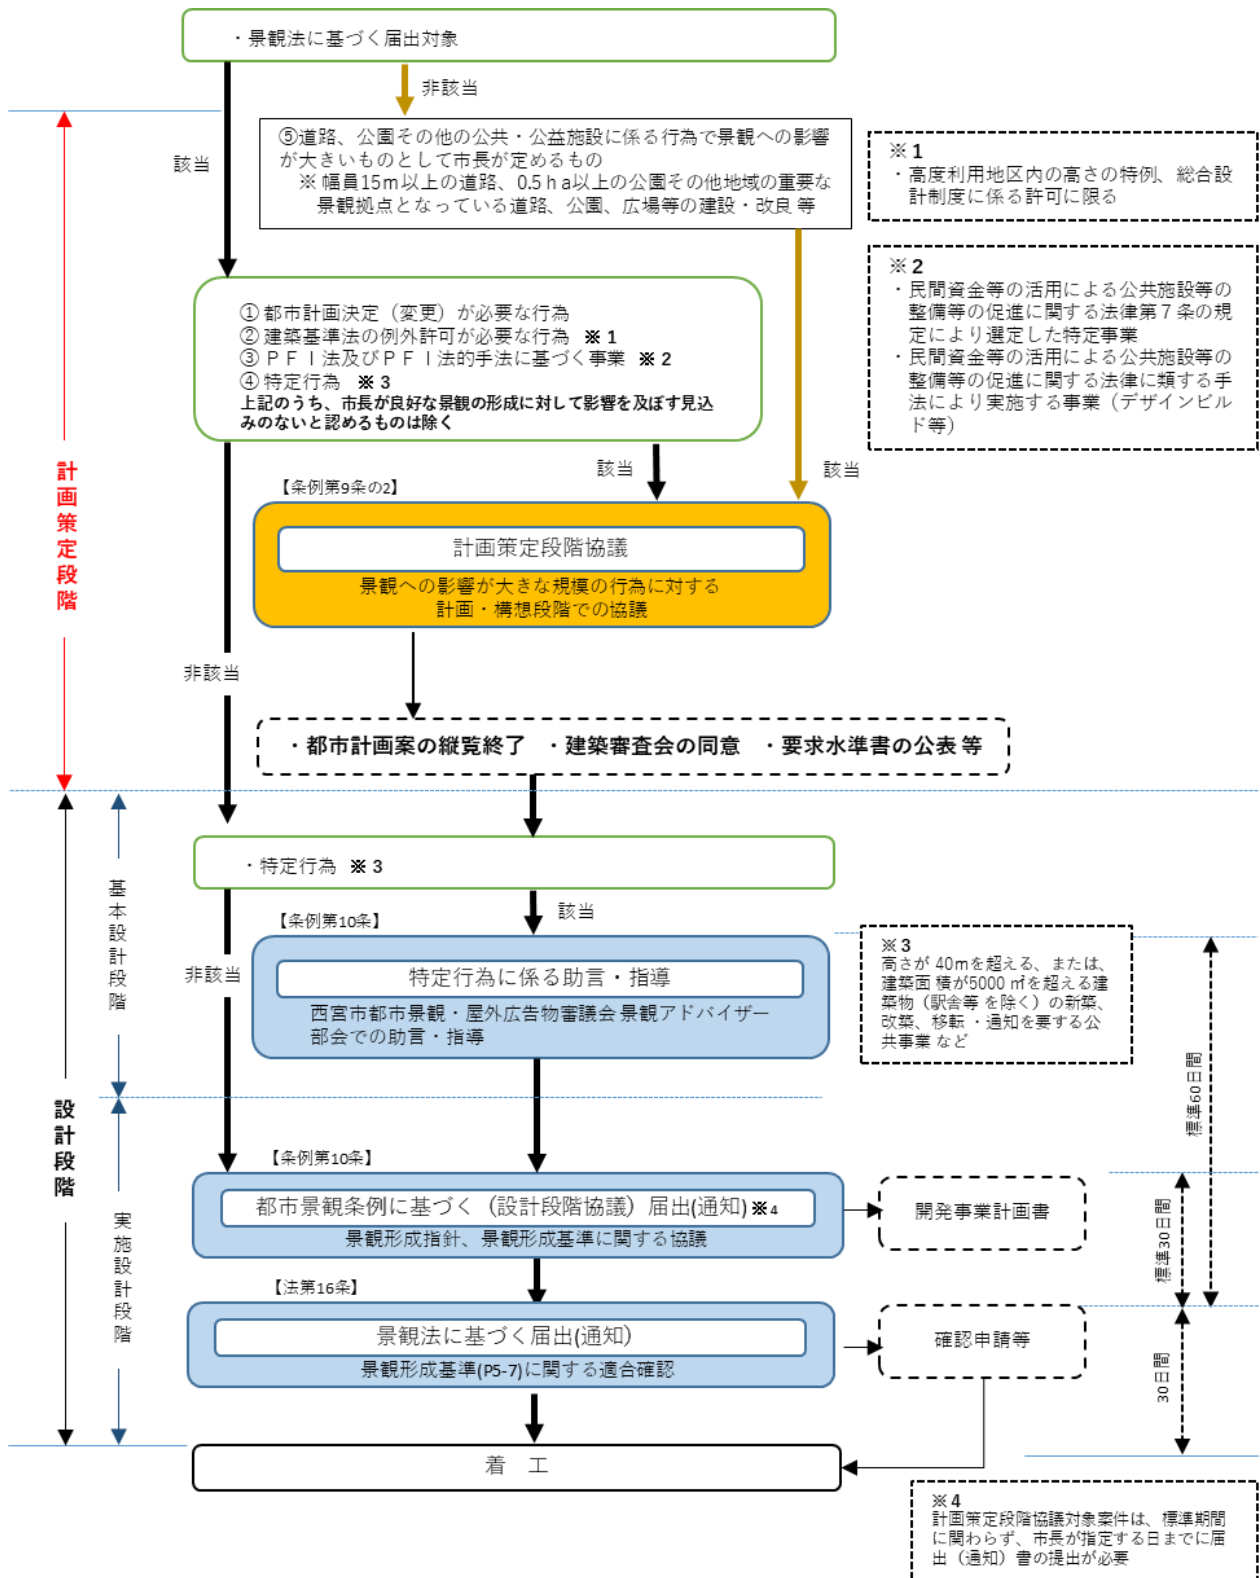 ・景観法に基づく届出対象
非該当
該当
⑤道路、公園その他の公共・公益施設に係る行為で景観への影響
が大きいものとして市長が定めるもの
※ 幅員15m以上の道路、0.5ha以上の公園その他地域の重要な
景観拠点となっている道路、公園、広場等の建設・改良 等
※1
・高度利用地区内の高さの特例、総合設
計制度に係る許可に限る
※2
・民間資金等の活用による公共施設等の
整備等の促進に関する法律第7条の規
定により選定した特定事業
・民間資金等の活用による公共施設等の
整備等の促進に関する法律に類する手
法により実施する事業（デザインビル
ド等）
①都市計画決定（変更）が必要な行為
②建築基準法の例外許可が必要な行為 ※1
③ＰＦＩ法及びＰＦＩ法的手法に基づく事業 ※2
④特定行為 ※3
上記のうち、市長が良好な景観の形成に対して影響を及ぼす見込
みのないと認めるものは除く
該当
該当
計画策定段階
【条例第9条の2】
計画策定段階協議
景観への影響が大きな規模の行為に対する
計画・構想段階での協議
非該当
・都市計画案の縦覧終了 ・建築審査会の同意 ・要求水準書の公表 等
・特定行為 ※3
基本設計段階
該当
【条例第10条】
非該当
特定行為に係る助言・指導
西宮市都市景観・屋外広告物審議会 景観アドバイザー
部会での助言・指導
※3
高さが 40mを超える、または、
建築面 積が5000 ㎡を超える建
築物（駅舎等 を除く）の新築、
改築、移転 ・通知を要する公
共事業 など
標準60日間
設計段階
【条例第10条】
都市景観条例に基づく（設計段階協議）届出(通知)※4
景観形成指針、景観形成基準に関する協議
開発事業計画書
標準30日間
実施設計段階
【法第16条】
景観法に基づく届出(通知）
景観形成基準(P5-7)に関する適合確認
確認申請等
30日間
着 工
※4
計画策定段階協議対象案件は、標準期間
に関わらず、市長が指定する日までに届
出（通知）書の提出が必要